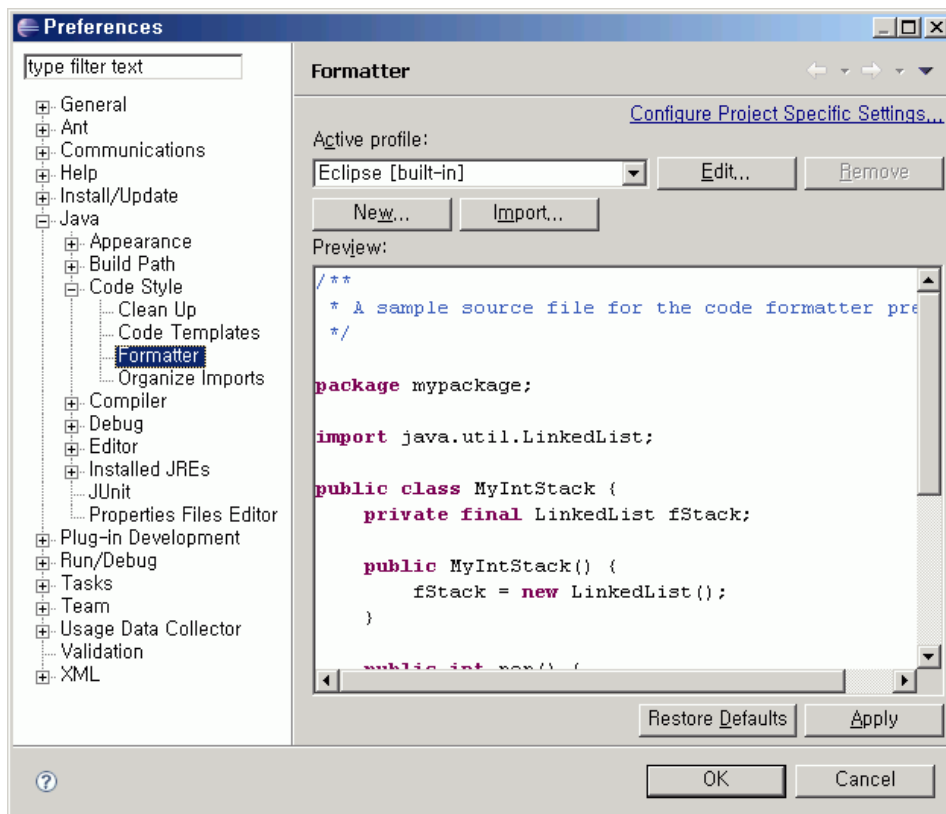 Preferences
type filter text
General
Ant
Communications
Help
Install/Update
Java
Appearance
Build Path
Code Style
Clean Up
Code Templates
Formatter
Organize Imports
Compiler
Debug
Editor
Installed JREs
JUnit
Properties Files Editor
Plug-in Development
Run/Debug
Tasks
Team
Usage Data Collector
Validation
XML
Formatter
Configure Project Specific Settings...
Active profile:
Eclipse [built-in]
Edit...
Remove
New...
Import...
Preview:
/**
 * A sample source file for the code formatter pre
 */
package mypackage;
import java.util.LinkedList;
public class MyIntStack {
    private final LinkedList fStack;
    public MyIntStack() {
        fStack = new LinkedList();
    }
    public int pop() {
Restore Defaults
Apply
?
OK
Cancel